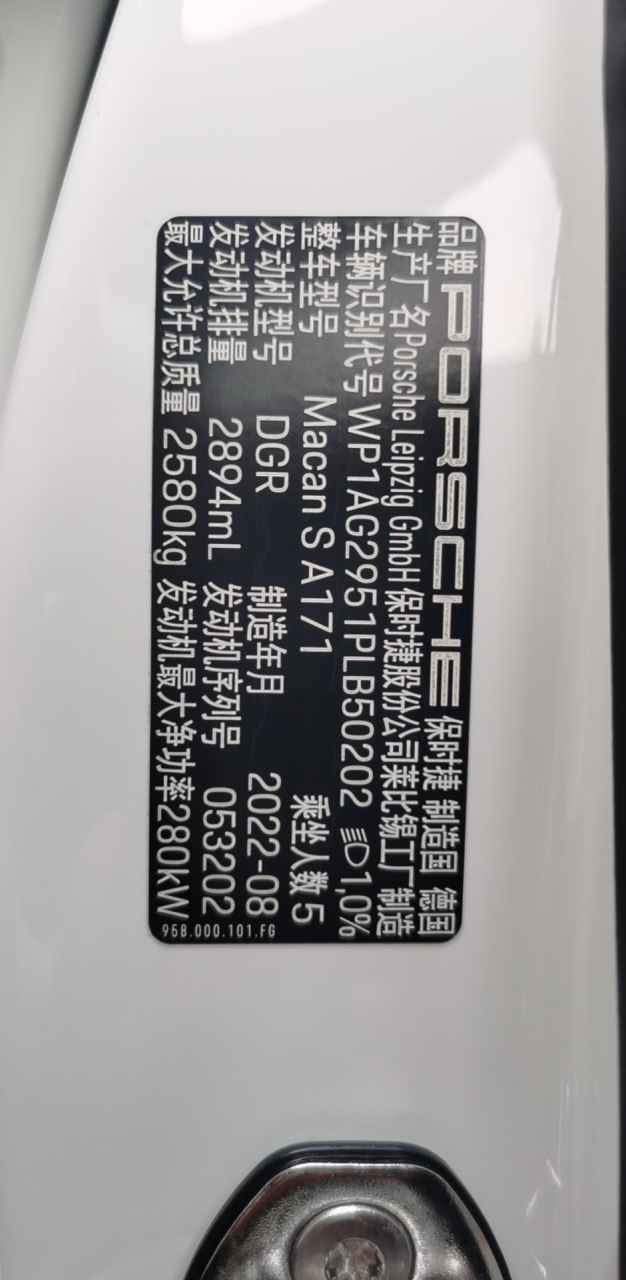 品牌 PORSCHE 保时捷 制造国 德国
生产厂名Porsche Leipzig GmbH 保时捷股份公司莱比锡工厂 制造
车辆识别代号 WP1AG2951PLB50202 1,0%
整车型号 Macan S A171 乘坐人数 5
发动机型号 DGR 制造年月 2022-08
发动机排量 2894mL 发动机序列号 053202
最大允许总质量 2580kg 发动机最大净功率280kW
95B.000.101.FG